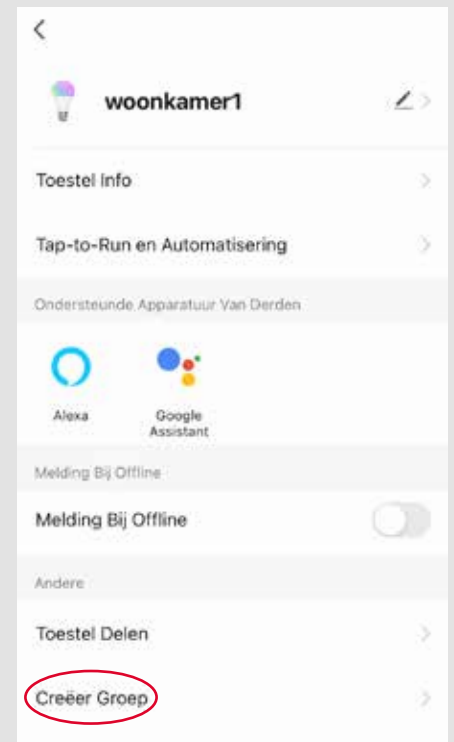 woonkamer1
Toestel Info
Tap-to-Run en Automatisering
Ondersteunde Apparatuur Van Derden
Alexa
Google
Assistant
Melding Bij Offline
Melding Bij Offline
Andere
Toestel Delen
Creëer Groep